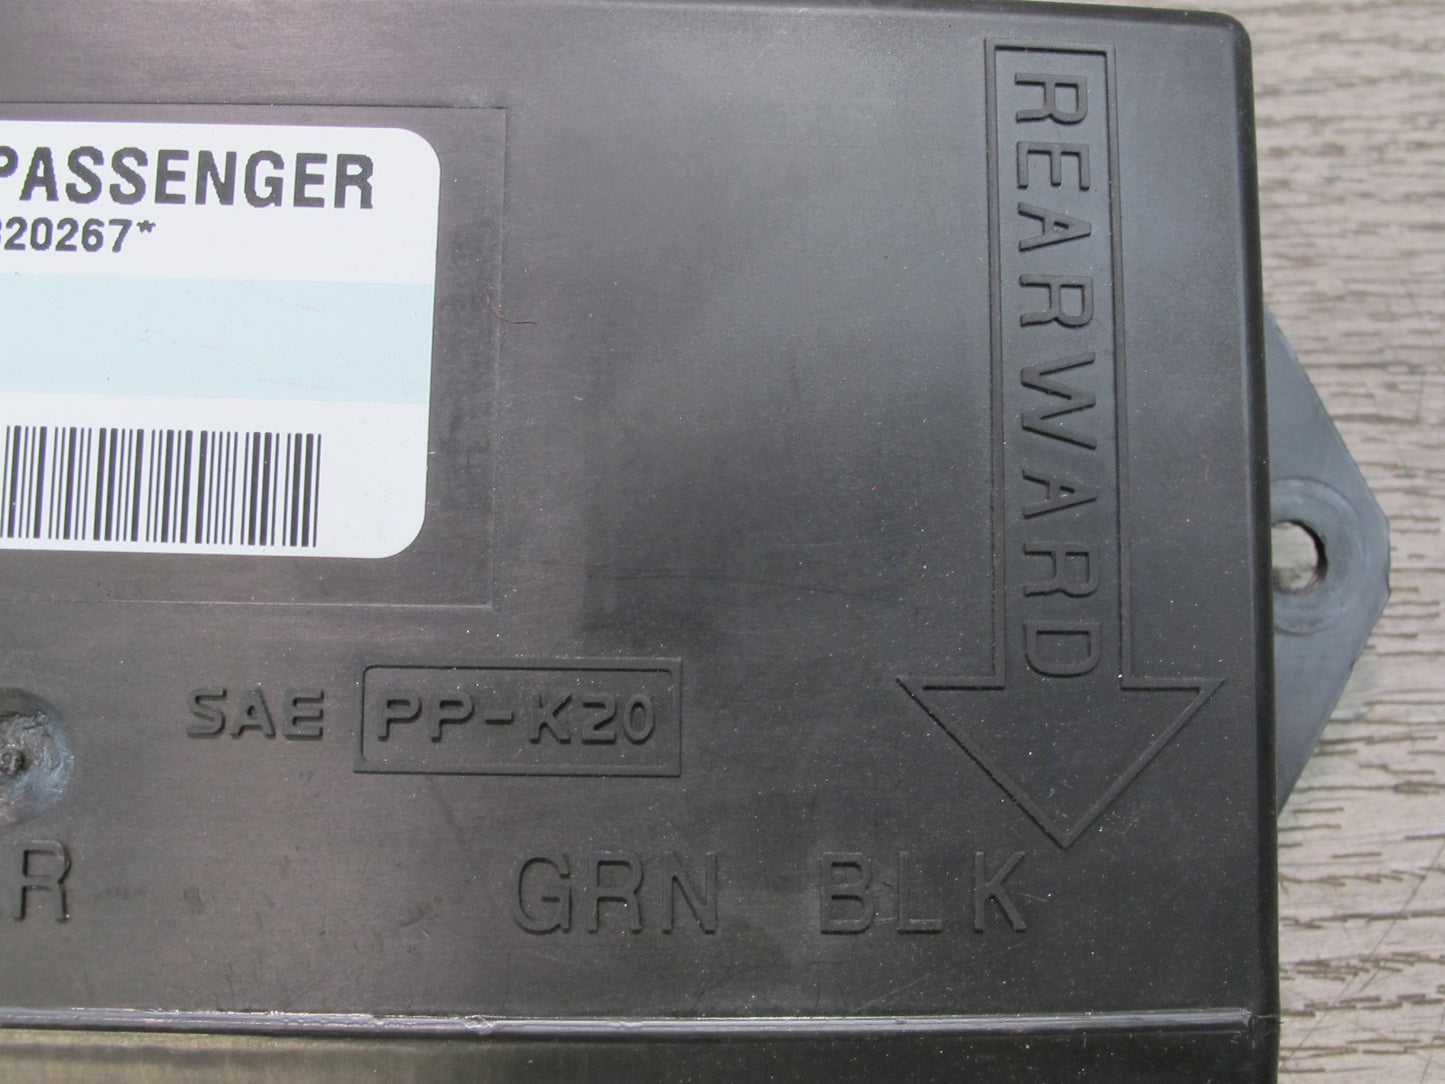 PASSENGER
20267*
REARWARD
SAE PP-K20
GRN BLK